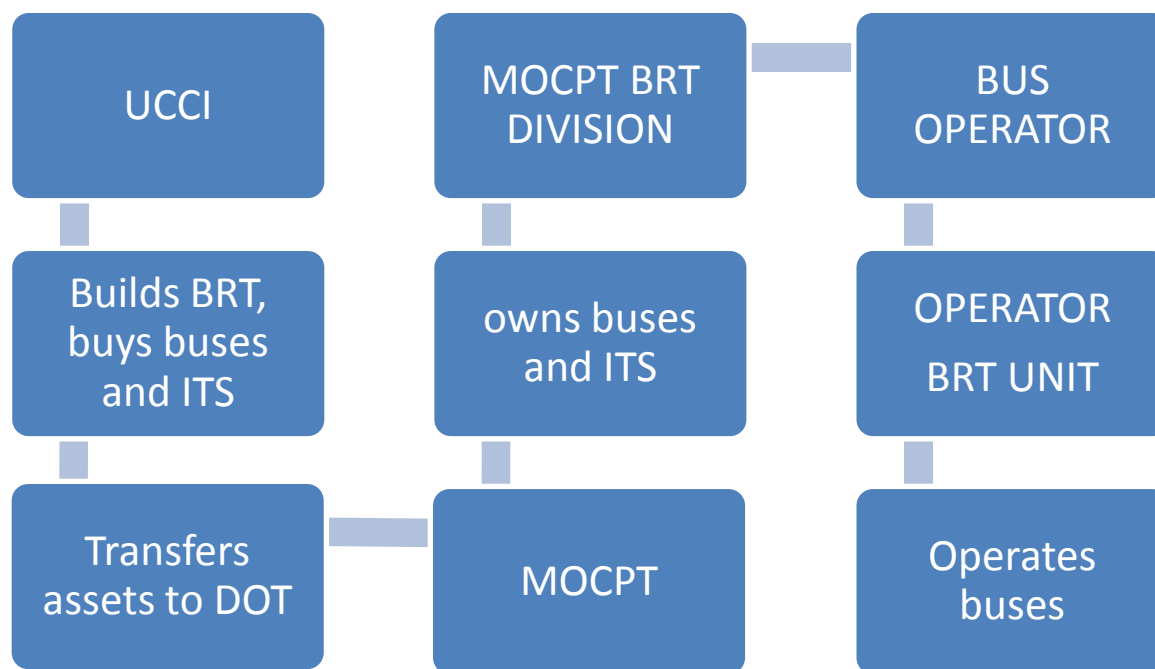 UCCI
Builds BRT,
buys buses
and ITS
Transfers
assets to DOT
MOCPT
owns buses
and ITS
MOCPT BRT
DIVISION
BUS
OPERATOR
OPERATOR
BRT UNIT
Operates
buses